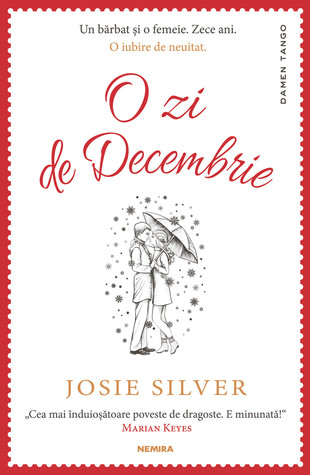 Un bărbat și o femeie. Zece ani.
O iubire de neuitat.
DAMEN TANGO
O zi
de Decembrie
JOSIE SILVER
„Cea mai înduioșătoare poveste de dragoste. E minunată!“
MARIAN KEYES
NEMIRA